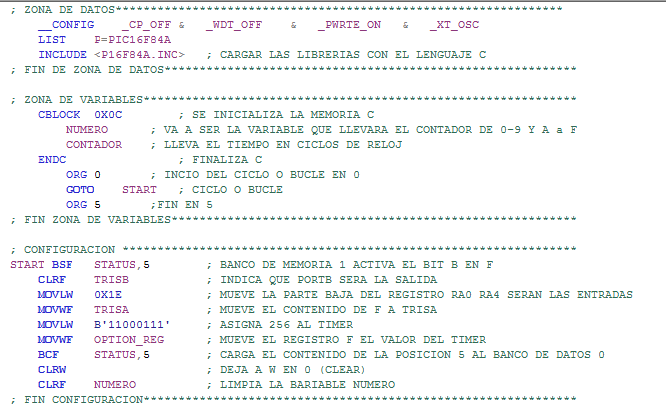 ; ZONA DE DATOS****************************************************************
__CONFIG _CP_OFF & _WDT_OFF & _PWRTE_ON & _XT_OSC
LIST P=PIC16F84A
INCLUDE <P16F84A.INC> ; CARGAR LAS LIBRERIAS CON EL LENGUAJE C
; FIN DE ZONA DE DATOS***********************************************************
; ZONA DE VARIABLES**************************************************************
CBLOCK 0X0C ; SE INICIALIZA LA MEMORIA C
NUMERO ; VA A SER LA VARIABLE QUE LLEVARA EL CONTADOR DE 0-9 Y A a F
CONTADOR ; LLEVA EL TIEMPO EN CICLOS DE RELOJ
ENDC ; FINALIZA C
ORG 0 ; INCIO DEL CICLO O BUCLE EN 0
GOTO START ; CICLO O BUCLE
ORG 5 ;FIN EN 5
; FIN ZONA DE VARIABLES**********************************************************
; CONFIGURACION *****************************************************************
START BSF STATUS,5 ; BANCO DE MEMORIA 1 ACTIVA EL BIT B EN F
CLRF TRISB ; INDICA QUE PORTB SERA LA SALIDA
MOVLW 0X1E ; MUEVE LA PARTE BAJA DEL REGISTRO RA0 RA4 SERAN LAS ENTRADAS
MOVWF TRISA ; MUEVE EL CONTENIDO DE F A TRISA
MOVLW B'11000111' ; ASIGNA 256 AL TIMER
MOVWF OPTION_REG ; MUEVE EL REGISTRO F EL VALOR DEL TIMER
BCF STATUS,5 ; CARGA EL CONTENIDO DE LA POSICION 5 AL BANCO DE DATOS 0
CLRW ; DEJA A W EN 0 (CLEAR)
CLRF NUMERO ; LIMPIA LA BARIABLE NUMERO
; FIN CONFIGURACION**************************************************************